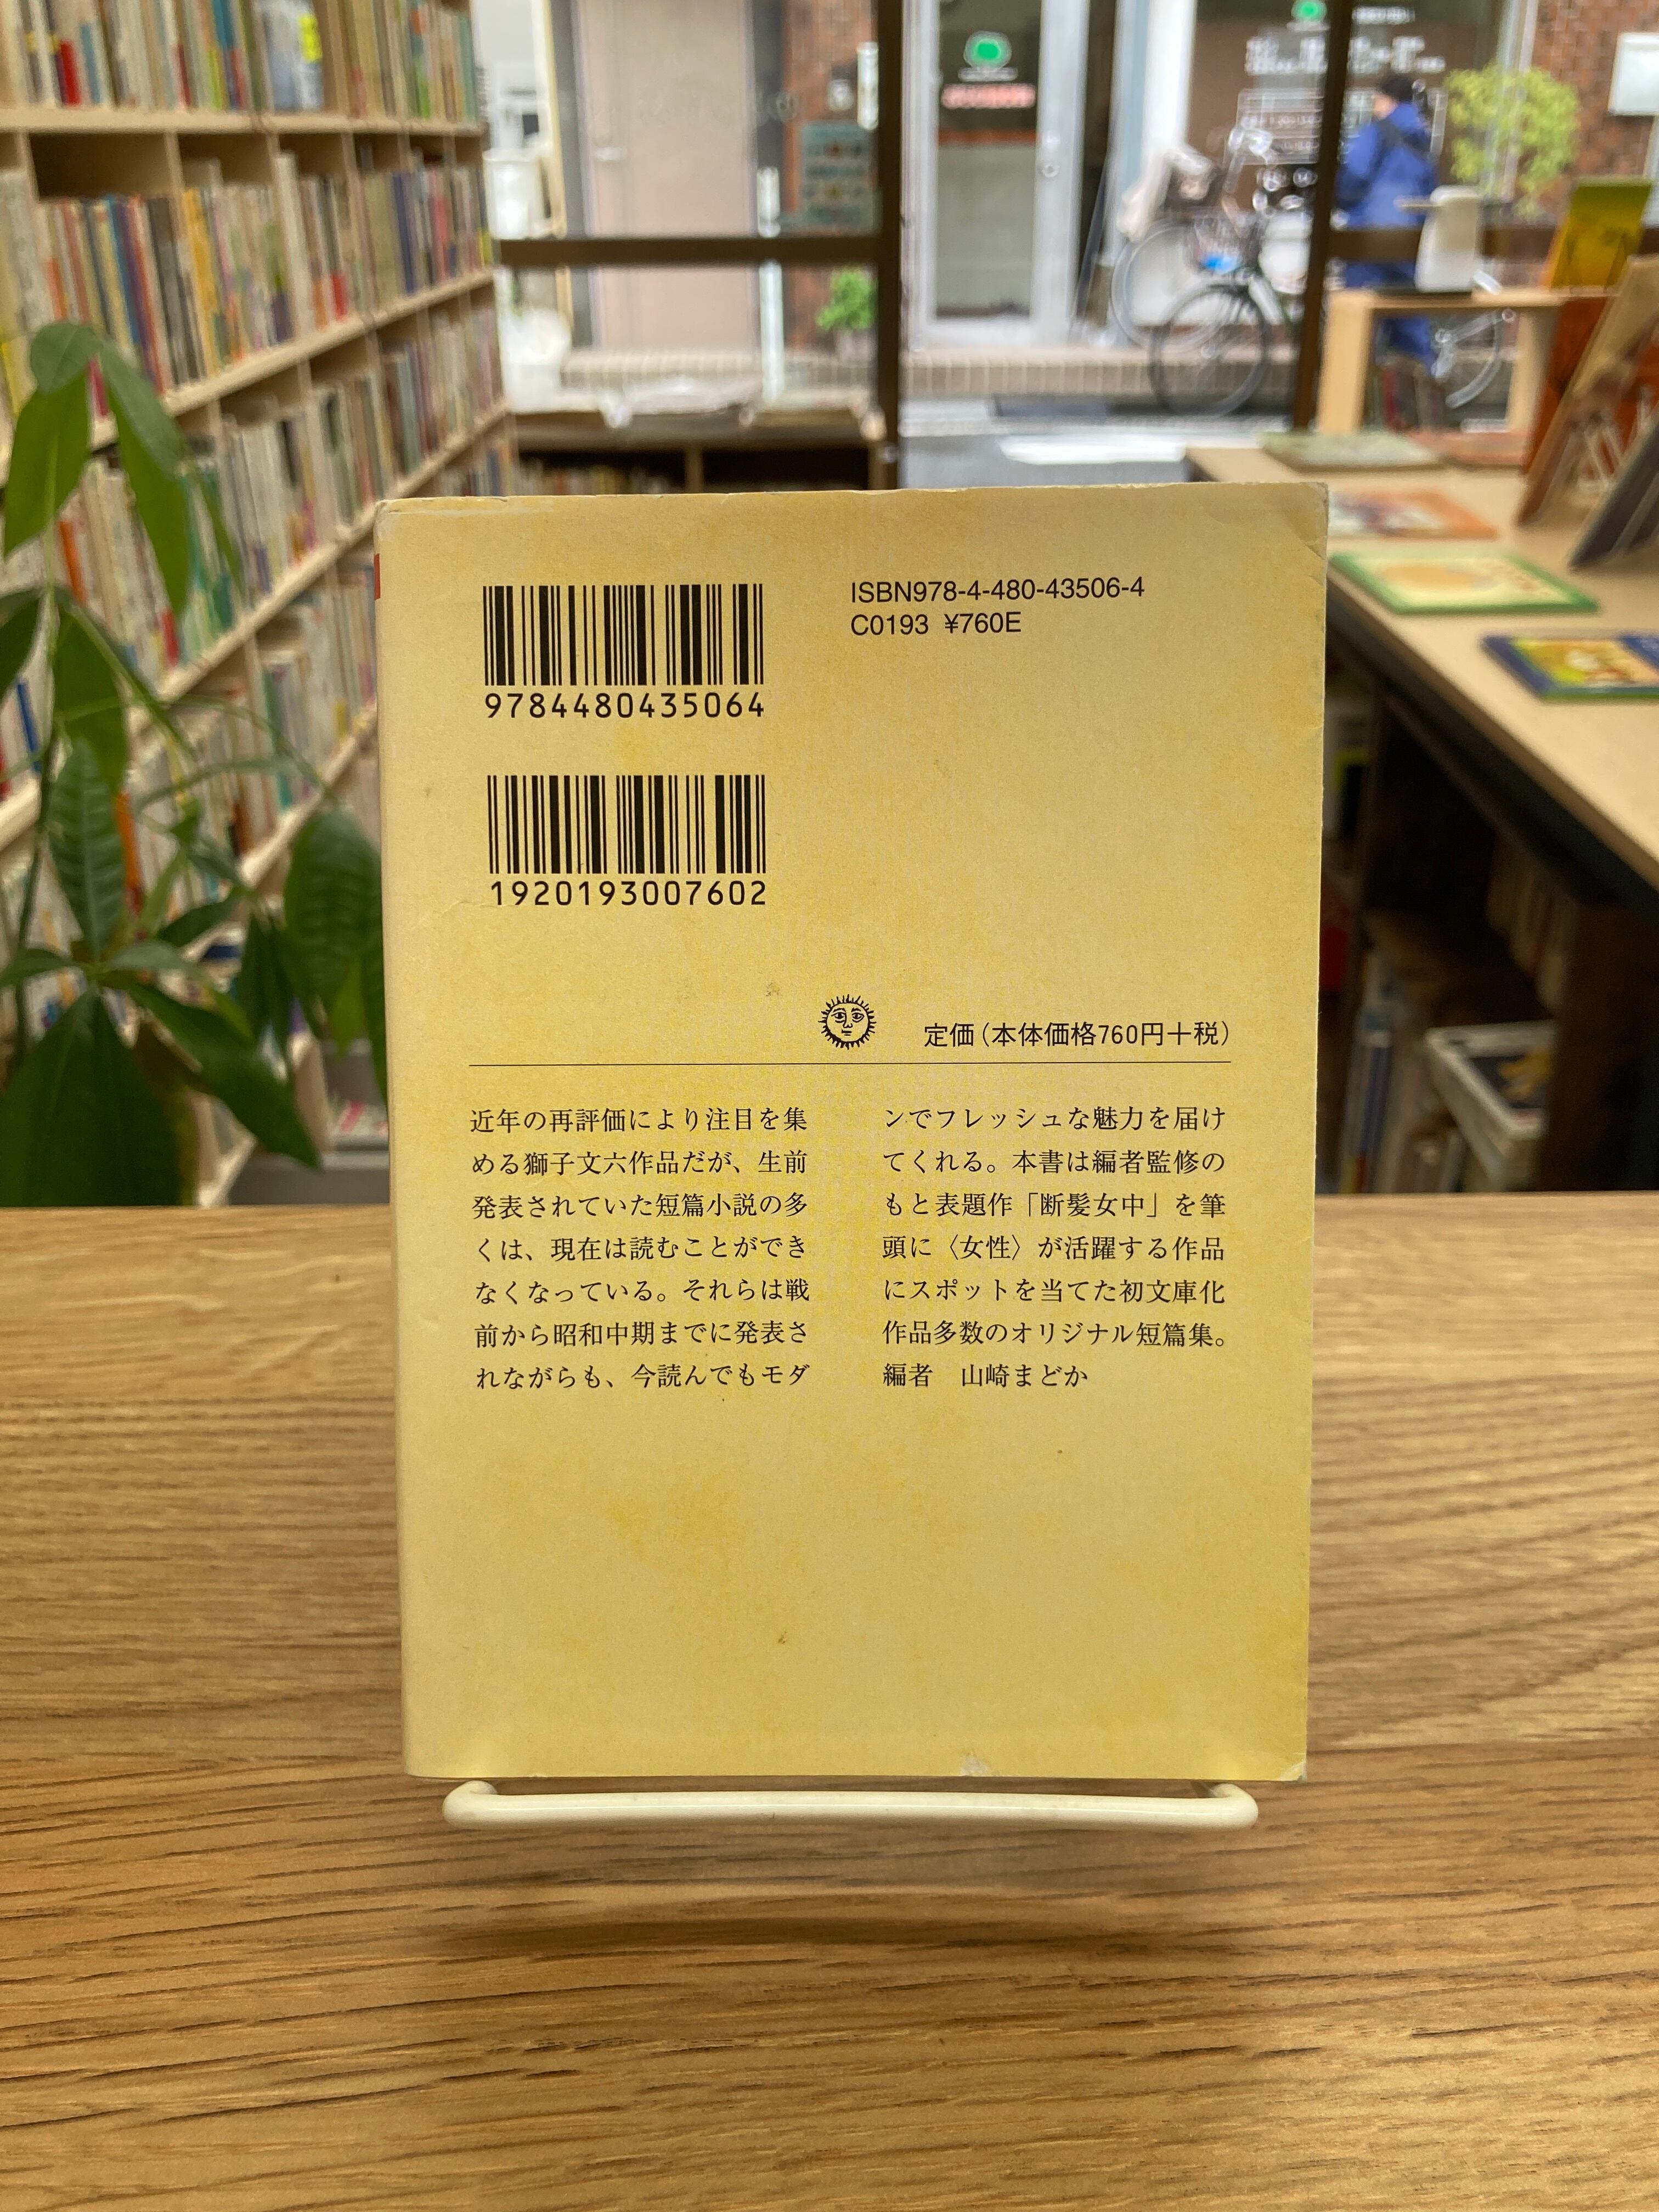 ISBN978-4-480-43506-4
C0193 ¥760E
9784480435064
1920193007602
定価(本体価格760円+税)
近年の再評価により注目を集
める獅子文六作品だが、生前
発表されていた短篇小説の多
くは、現在は読むことができ
なくなっている。それらは戦
前から昭和中期までに発表さ
れながらも、今読んでもモダ
ンでフレッシュな魅力を届け
てくれる。本書は編者監修の
もと表題作「断髪女中」を筆
頭に〈女性〉が活躍する作品
にスポットを当てた初文庫化
作品多数のオリジナル短篇集。
編者 山崎まどか